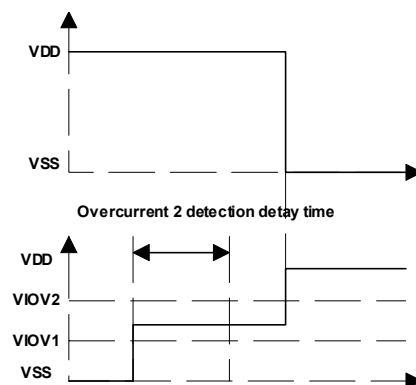 VDD
VSS
Overcurrent 2 detection detay time
VDD
VIOV2
VIOV1
VSS